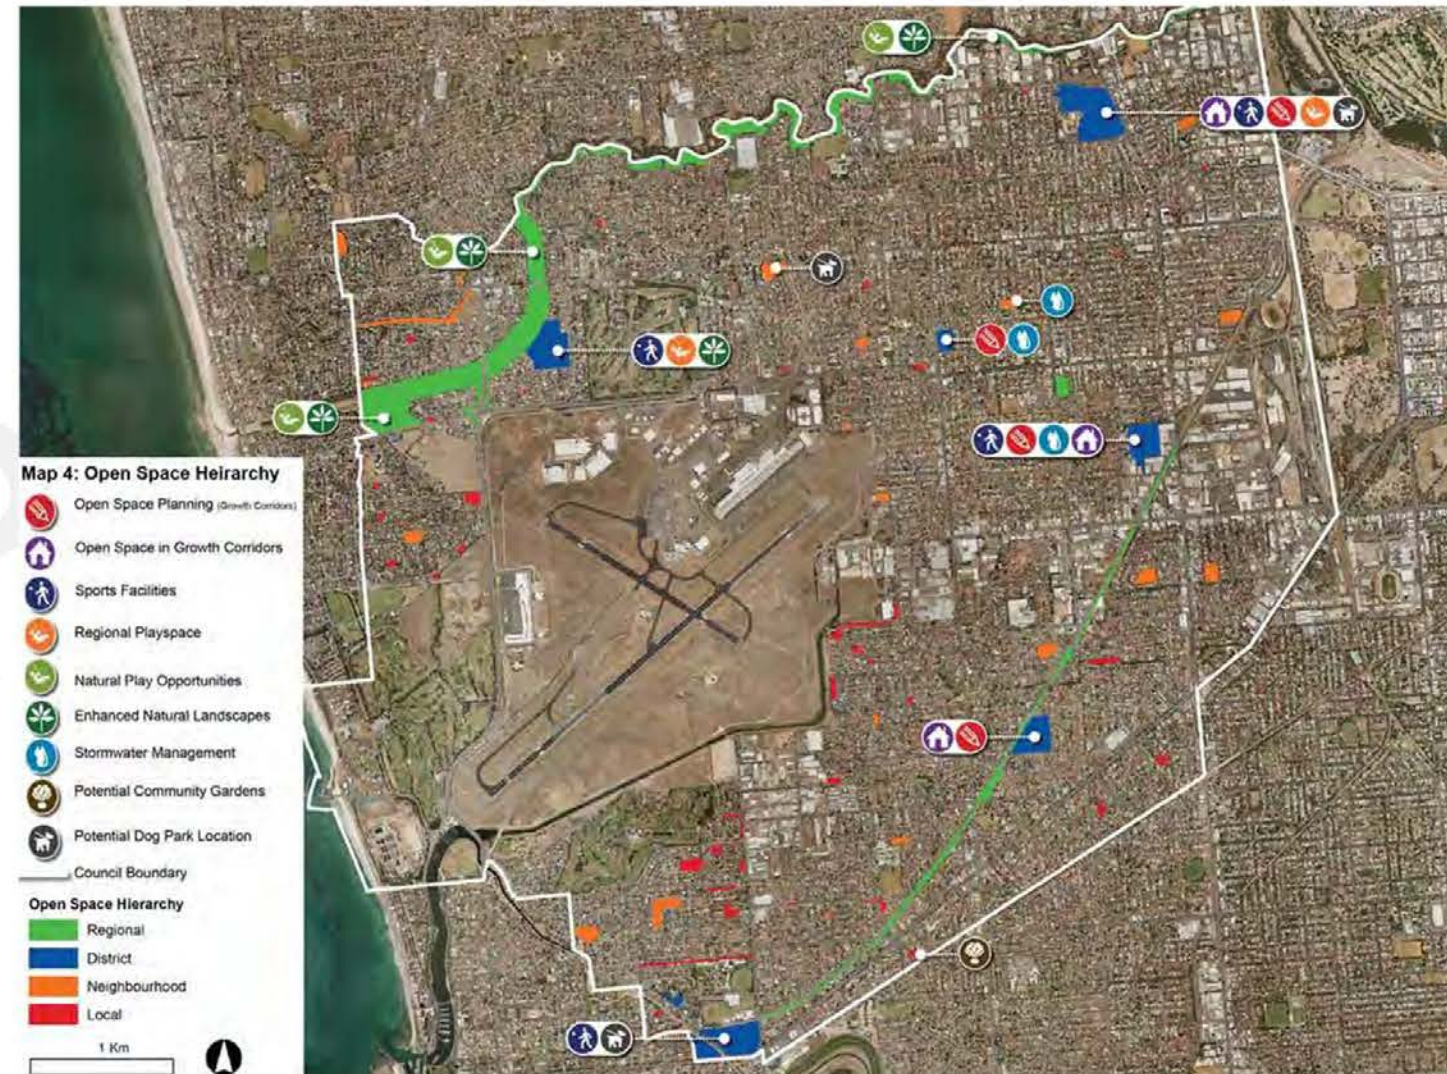 Map 4: Open Space Heirarchy
Open Space Planning (Growth Corridors)
Open Space in Growth Corridors
Sports Facilities
Regional Playspace
Natural Play Opportunities
Enhanced Natural Landscapes
Stormwater Management
Potential Community Gardens
Potential Dog Park Location
Council Boundary
Open Space Hierarchy
Regional
District
Neighbourhood
Local
1 Km